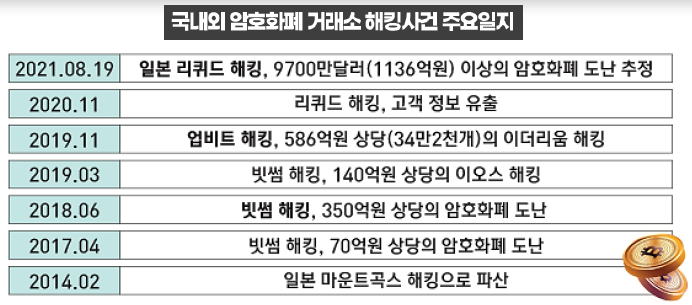 국내외 암호화폐 거래소 해킹사건 주요일지
2021.08.19 일본 리퀴드 해킹, 9700만달러(1136억원) 이상의 암호화폐 도난 추정
2020.11 리퀴드 해킹, 고객 정보 유출
2019.11 업비트 해킹, 586억원 상당(34만2천개)의 이더리움 해킹
2019.03 빗썸 해킹, 140억원 상당의 이오스 해킹
2018.06 빗썸 해킹, 350억원 상당의 암호화폐 도난
2017.04 빗썸 해킹, 70억원 상당의 암호화폐 도난
2014.02 일본 마운트곡스 해킹으로 파산